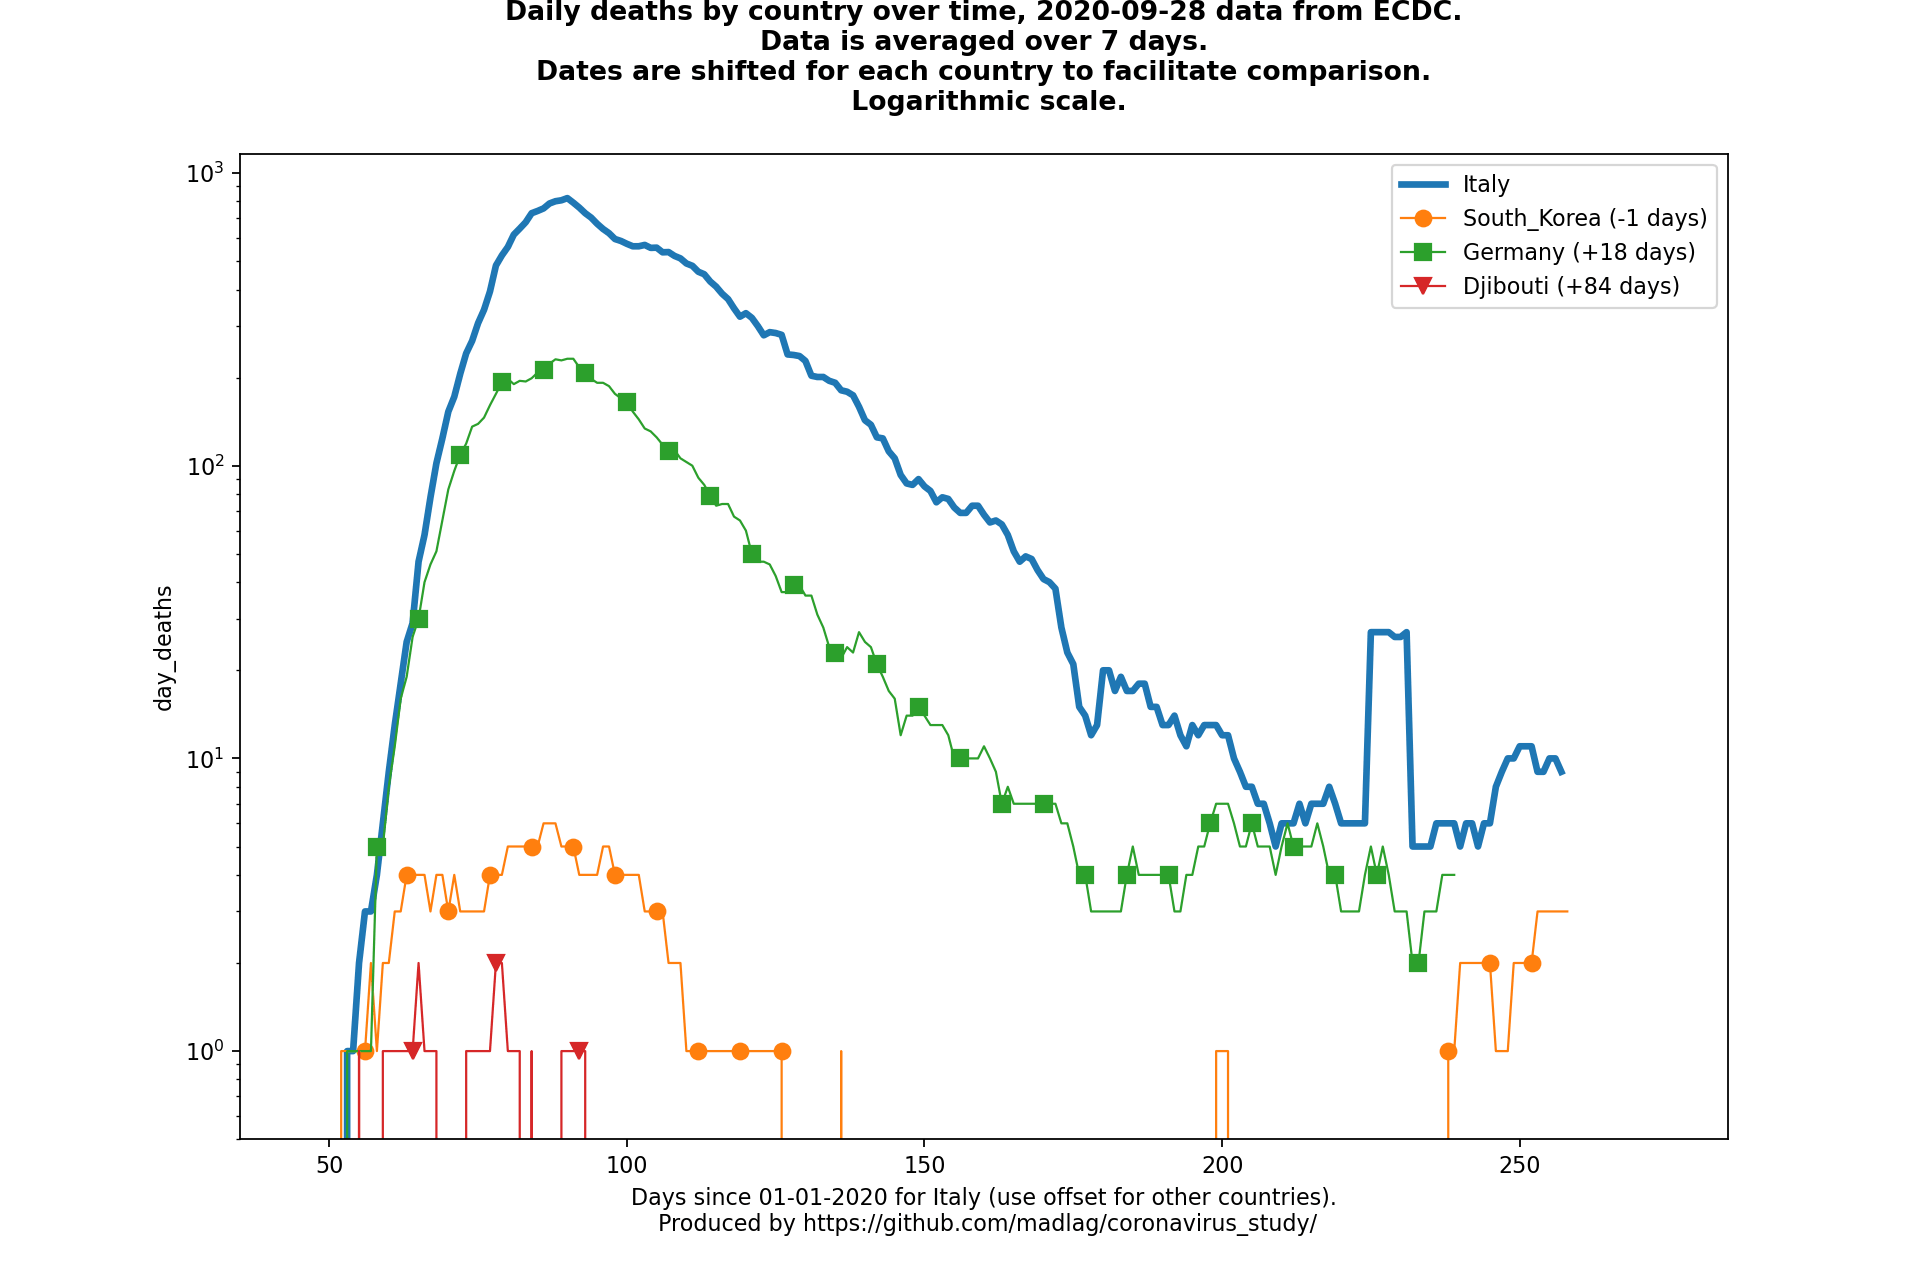 Daily deaths by country over time, 2020-09-28 data from ECDC.
Data is averaged over 7 days.
Dates are shifted for each country to facilitate comparison.
Logarithmic scale.
10³
10²
10¹
10⁰
day_deaths
Italy
South_Korea (-1 days)
Germany (+18 days)
Djibouti (+84 days)
50 100 150 200 250
Days since 01-01-2020 for Italy (use offset for other countries).
Produced by https://github.com/madlag/coronavirus_study/